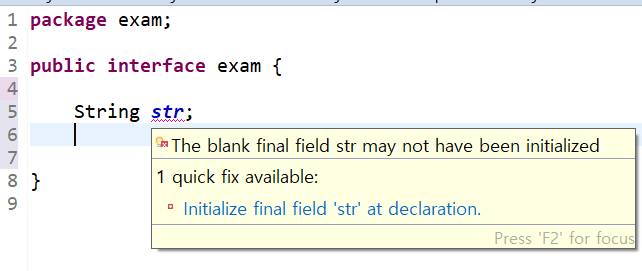 1 package exam;
2
3 public interface exam {
4
5 String str;
6
7
8 }
9
The blank final field str may not have been initialized
1 quick fix available:
Initialize final field 'str' at declaration.
Press 'F2' for focus